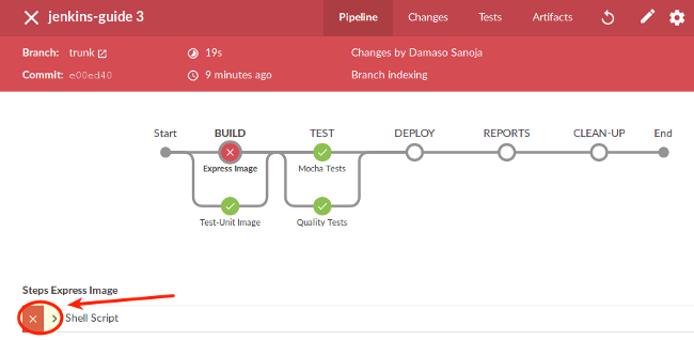 jenkins-guide 3
Pipeline Changes Tests Artifacts
Branch: trunk 19s Changes by Damaso Sanoja
Commit: e00ed40 9 minutes ago Branch indexing
Start BUILD TEST DEPLOY REPORTS CLEAN-UP End
Express Image Mocha Tests
Test-Unit Image Quality Tests
Steps Express Image
Shell Script